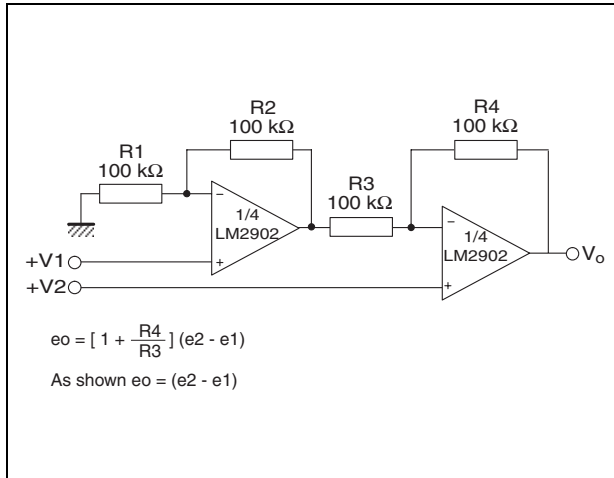 R2
100 kΩ
R4
100 kΩ
R1
100 kΩ
R3
100 kΩ
1/4
LM2902
1/4
LM2902
+V1
+V2
Vo
eo = [ 1 + R4/R3 ] (e2 - e1)
As shown eo = (e2 - e1)